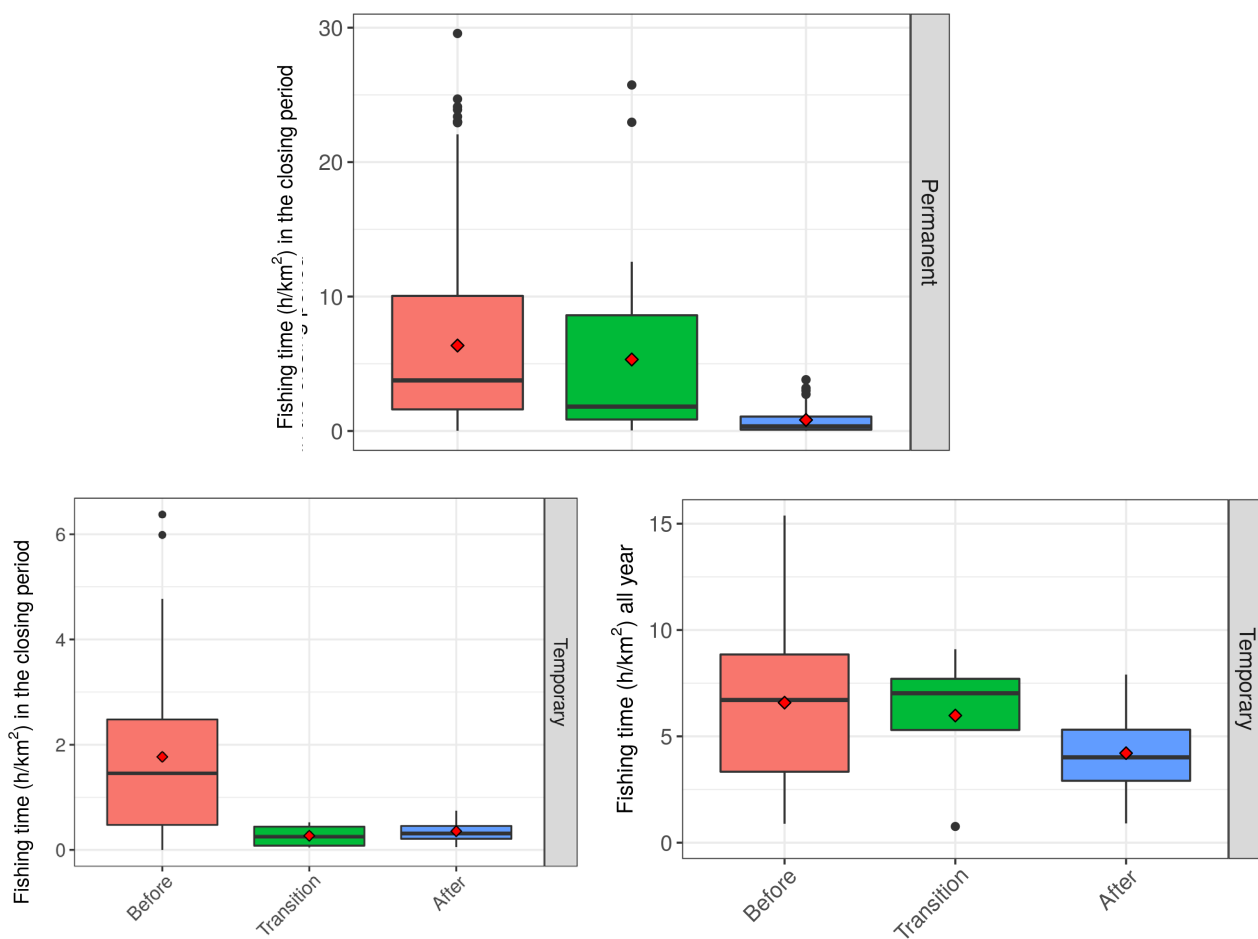 Fishing time (h/km²) in the closing period
30
20
10
0
Permanent
Fishing time (h/km²) in the closing period
6
4
2
0
Temporary
Before
Transition
After
Fishing time (h/km²) all year
15
10
5
0
Temporary
Before
Transition
After